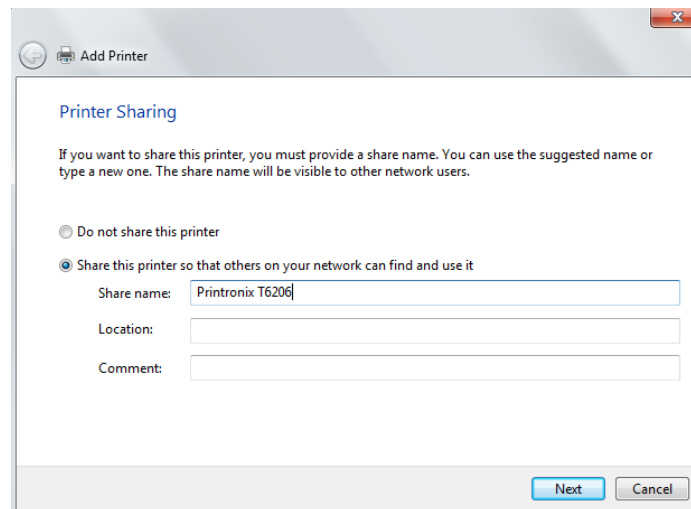 x
Add Printer
Printer Sharing
If you want to share this printer, you must provide a share name. You can use the suggested name or
type a new one. The share name will be visible to other network users.
Do not share this printer
Share this printer so that others on your network can find and use it
Share name: Printronix T6206
Location:
Comment:
Next Cancel